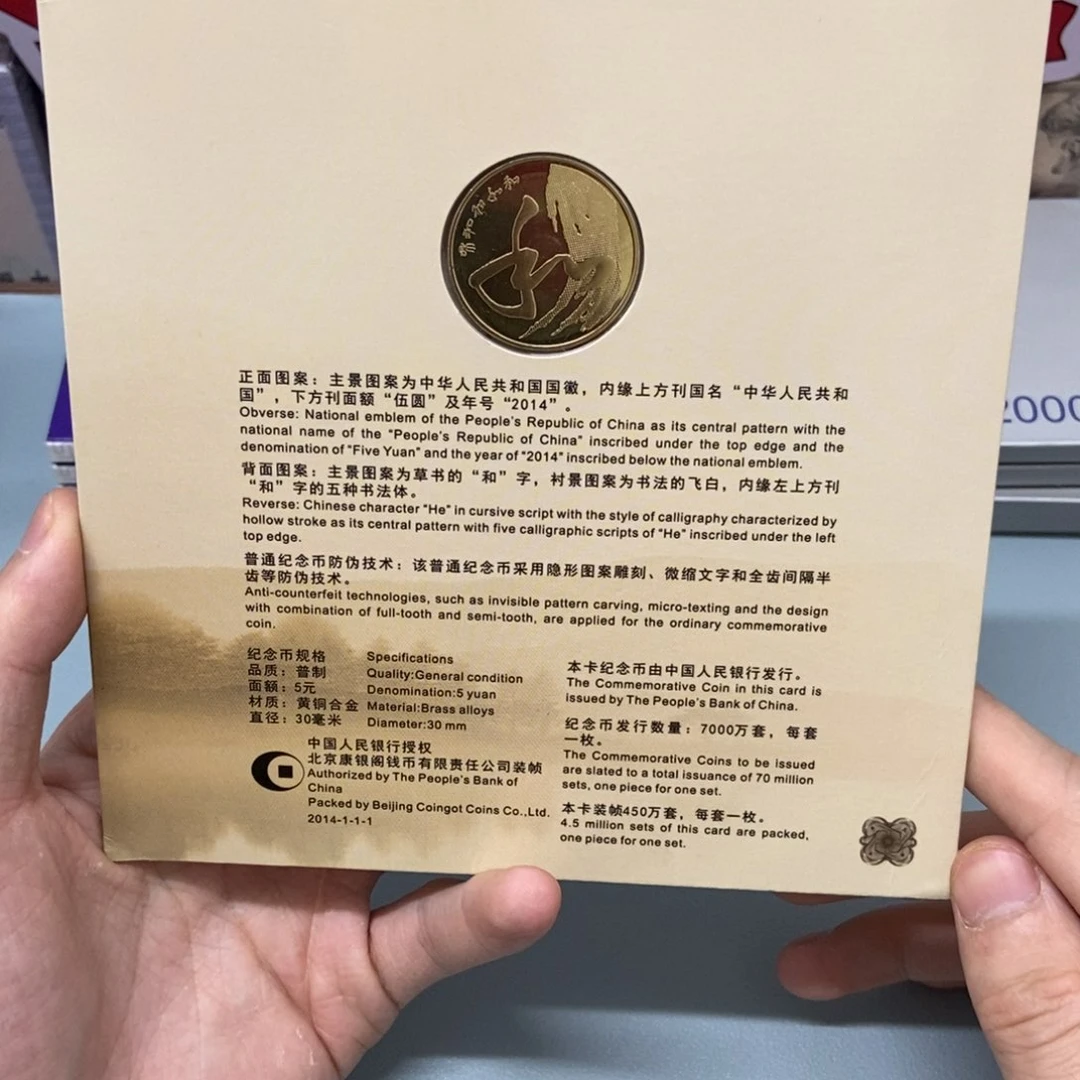 正面图案：主景图案为中华人民共和国国徽，内缘上方刊国名“中华人民共和
国”，下方刊面额“伍圆”及年号“2014”。
Obverse: National emblem of the People's Republic of China as its central pattern with the
national name of the "People's Republic of China" inscribed under the top edge and the
denomination of "Five Yuan" and the year of "2014" inscribed below the national emblem.
背面图案：主景图案为草书的“和”字，衬景图案为书法的飞白，内缘左上方刊
“和”字的五种书法体。
Reverse: Chinese character "He" in cursive script with the style of calligraphy characterized by
hollow stroke as its central pattern with five calligraphic scripts of "He" inscribed under the left
top edge.
普通纪念币防伪技术：该普通纪念币采用隐形图案雕刻、微缩文字和全齿间隔半
齿等防伪技术。
Anti-counterfeit technologies, such as invisible pattern carving, micro-texting and the design
with combination of full-tooth and semi-tooth, are applied for the ordinary commemorative
coin.
纪念币规格 Specifications
品质：普制 Quality:General condition
面额：5元 Denomination:5 yuan
材质：黄铜合金 Material:Brass alloys
直径：30毫米 Diameter:30 mm
中国人民银行授权
北京康银阁钱币有限责任公司装帧
Authorized by The People's Bank of
China
Packed by Beijing Coingot Coins Co.,Ltd.
2014-1-1-1
本卡纪念币由中国人民银行发行。
The Commemorative Coin in this card is
issued by The People's Bank of China.
纪念币发行数量：7000万套，每套
一枚。
The Commemorative Coins to be issued
are slated to a total issuance of 70 million
sets, one piece for one set.
本卡装帧450万套，每套一枚。
4.5 million sets of this card are packed,
one piece for one set.
2000